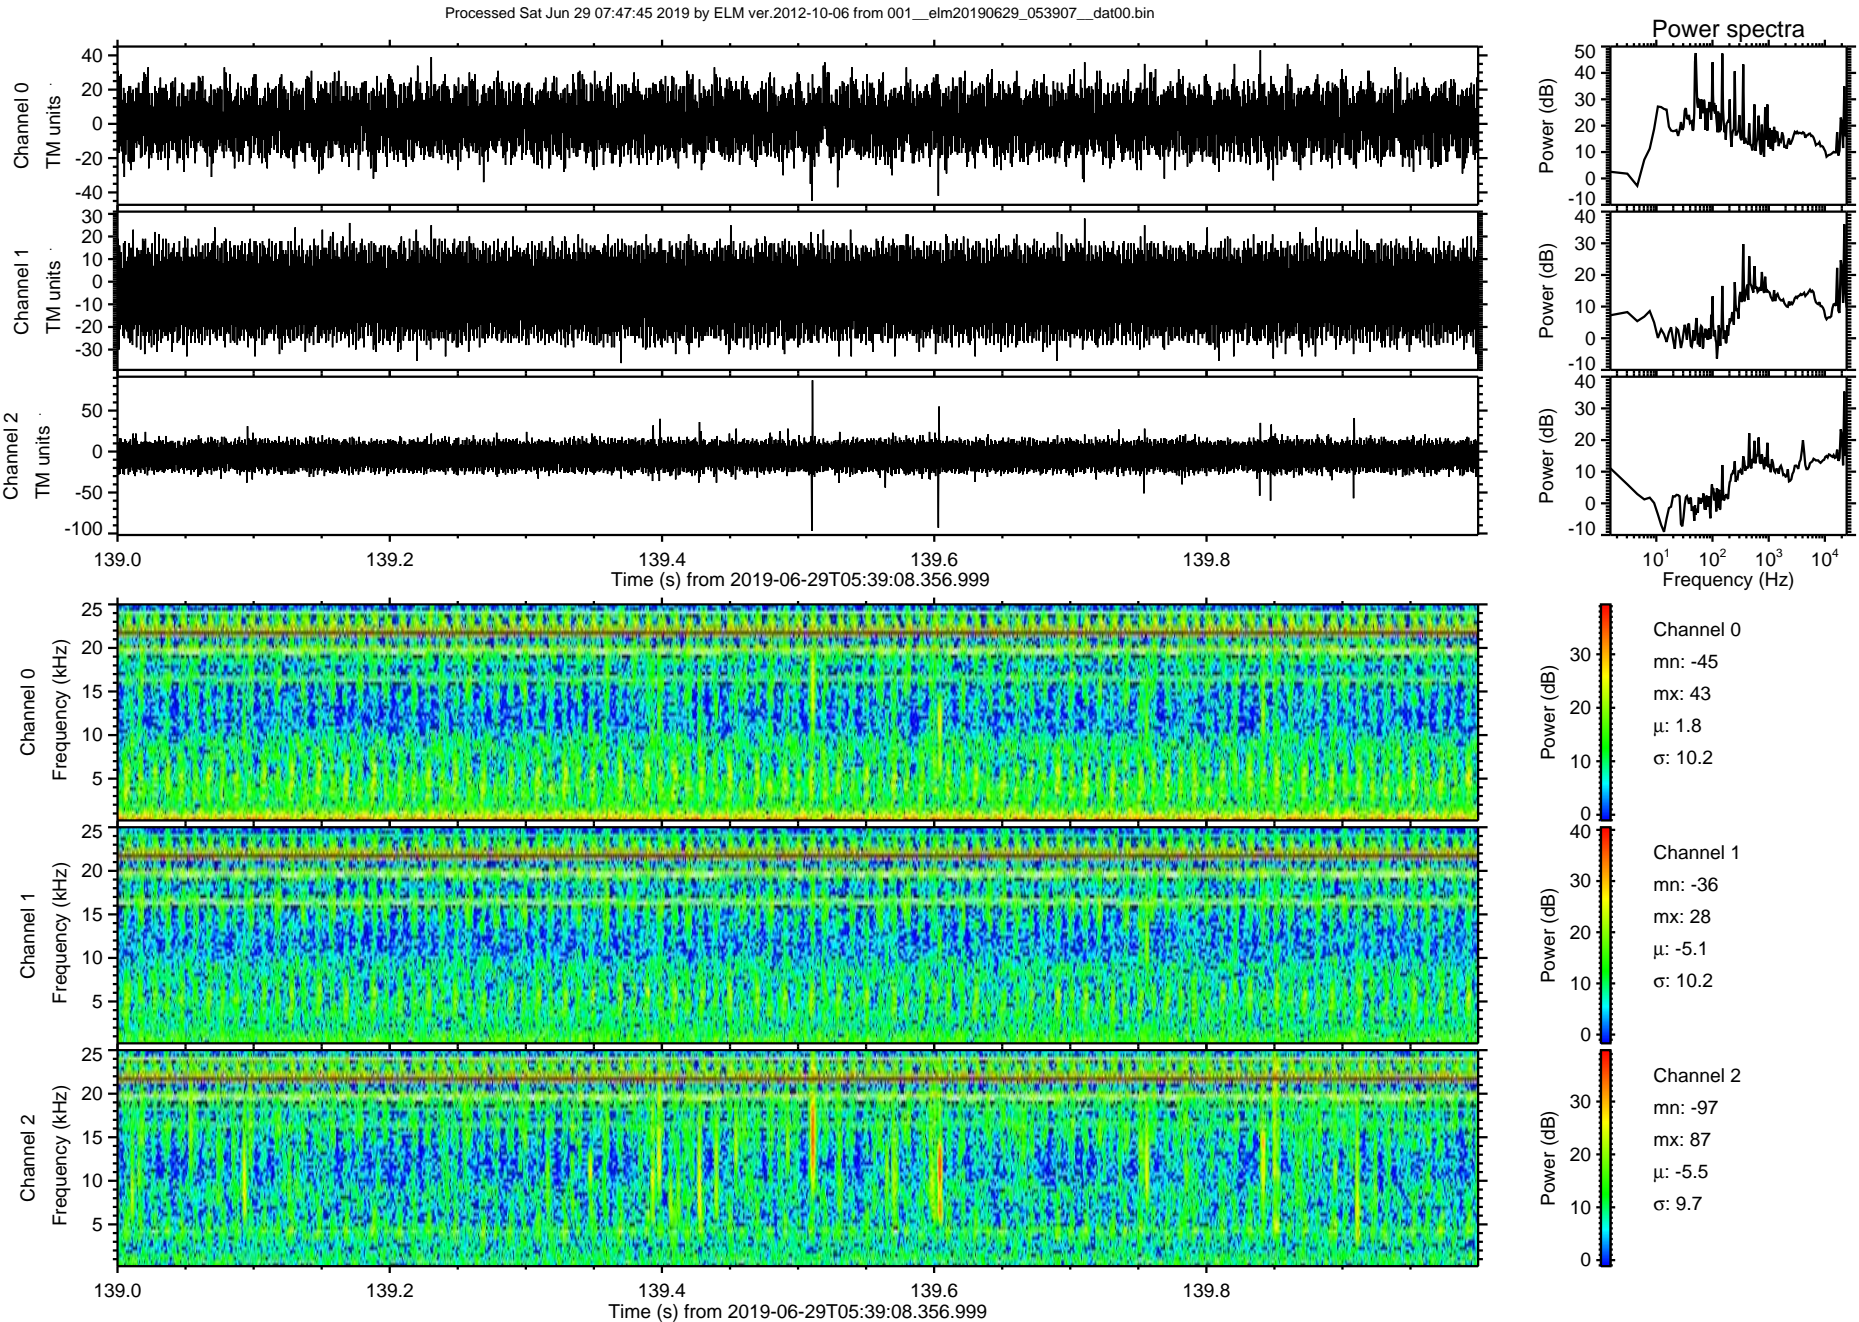 Processed Sat Jun 29 07:47:45 2019 by ELM ver.2012-10-06 from 001__elm20190629_053907__dat00.bin
Power spectra
Channel 0
TM units
40
20
0
-20
-40
Power (dB)
50
40
30
20
10
0
-10
Channel 1
TM units
30
20
10
0
-10
-20
-30
Power (dB)
40
30
20
10
0
-10
Channel 2
TM units
50
0
-50
-100
Power (dB)
40
30
20
10
0
-10
139.0 139.2 139.4 139.6 139.8
Time (s) from 2019-06-29T05:39:08.356.999
10¹ 10² 10³ 10⁴
Frequency (Hz)
Channel 0
Frequency (kHz)
25
20
15
10
5
Power (dB)
30
20
10
0
Channel 0
mn: -45
mx: 43
μ: 1.8
σ: 10.2
Channel 1
Frequency (kHz)
25
20
15
10
5
Power (dB)
40
30
20
10
0
Channel 1
mn: -36
mx: 28
μ: -5.1
σ: 10.2
Channel 2
Frequency (kHz)
25
20
15
10
5
Power (dB)
30
20
10
0
Channel 2
mn: -97
mx: 87
μ: -5.5
σ: 9.7
139.0 139.2 139.4 139.6 139.8
Time (s) from 2019-06-29T05:39:08.356.999